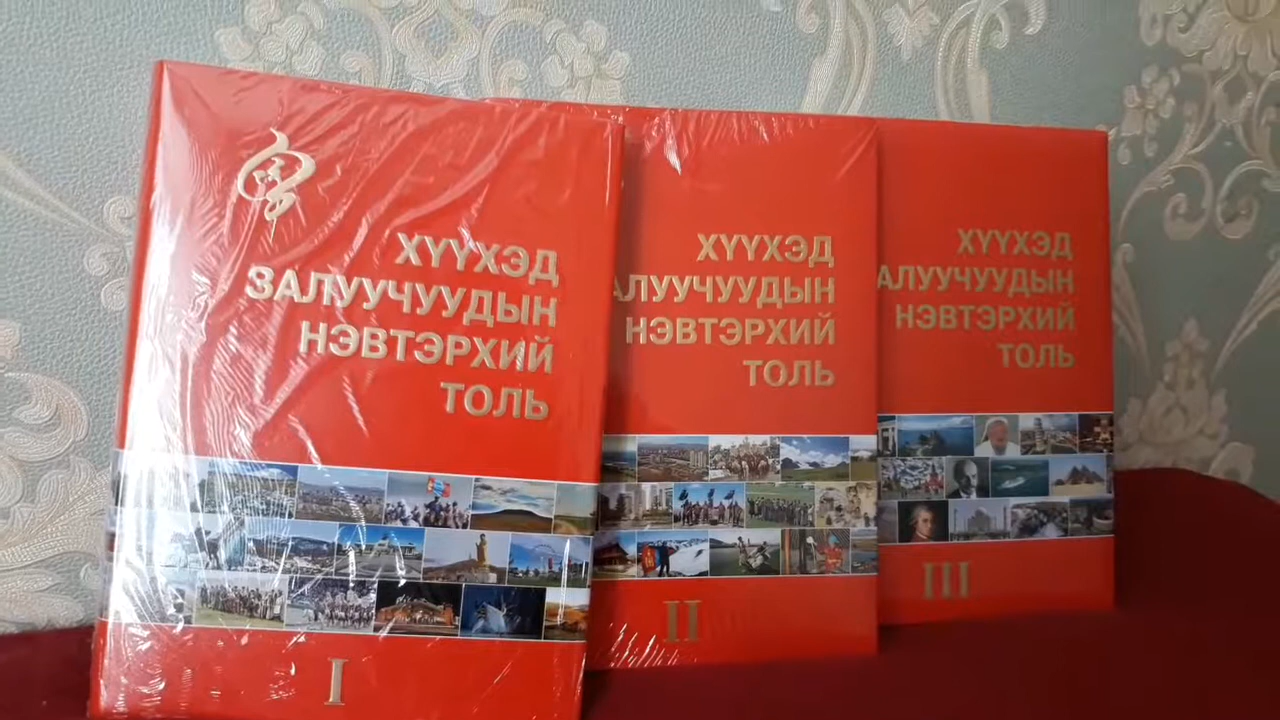 ХҮҮХЭД
ЗАЛУУЧУУДЫН
НЭВТЭРХИЙ
ТОЛЬ
I
ХҮҮХЭД
АЛУУЧУУДЫН
НЭВТЭРХИЙ
ТОЛЬ
II
ХҮҮХЭД
АЛУУЧУУДЫН
НЭВТЭРХИЙ
ТОЛЬ
III